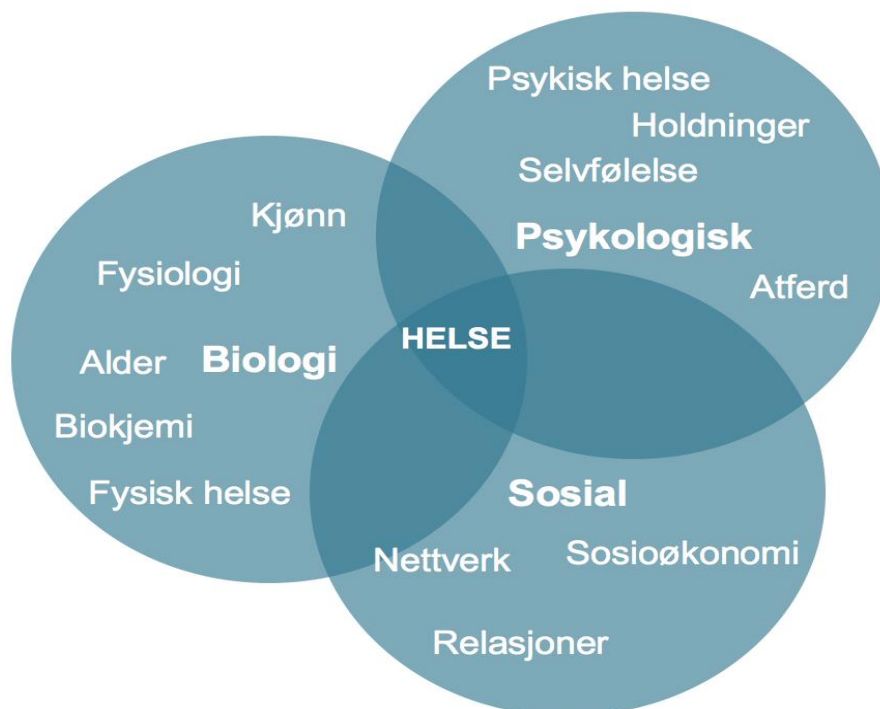 Psykisk helse
Holdninger
Selvfølelse
Psykologisk
Atferd
Kjønn
Fysiologi
Alder
Biologi
Biokjemi
Fysisk helse
HELSE
Sosial
Nettverk
Sosioøkonomi
Relasjoner